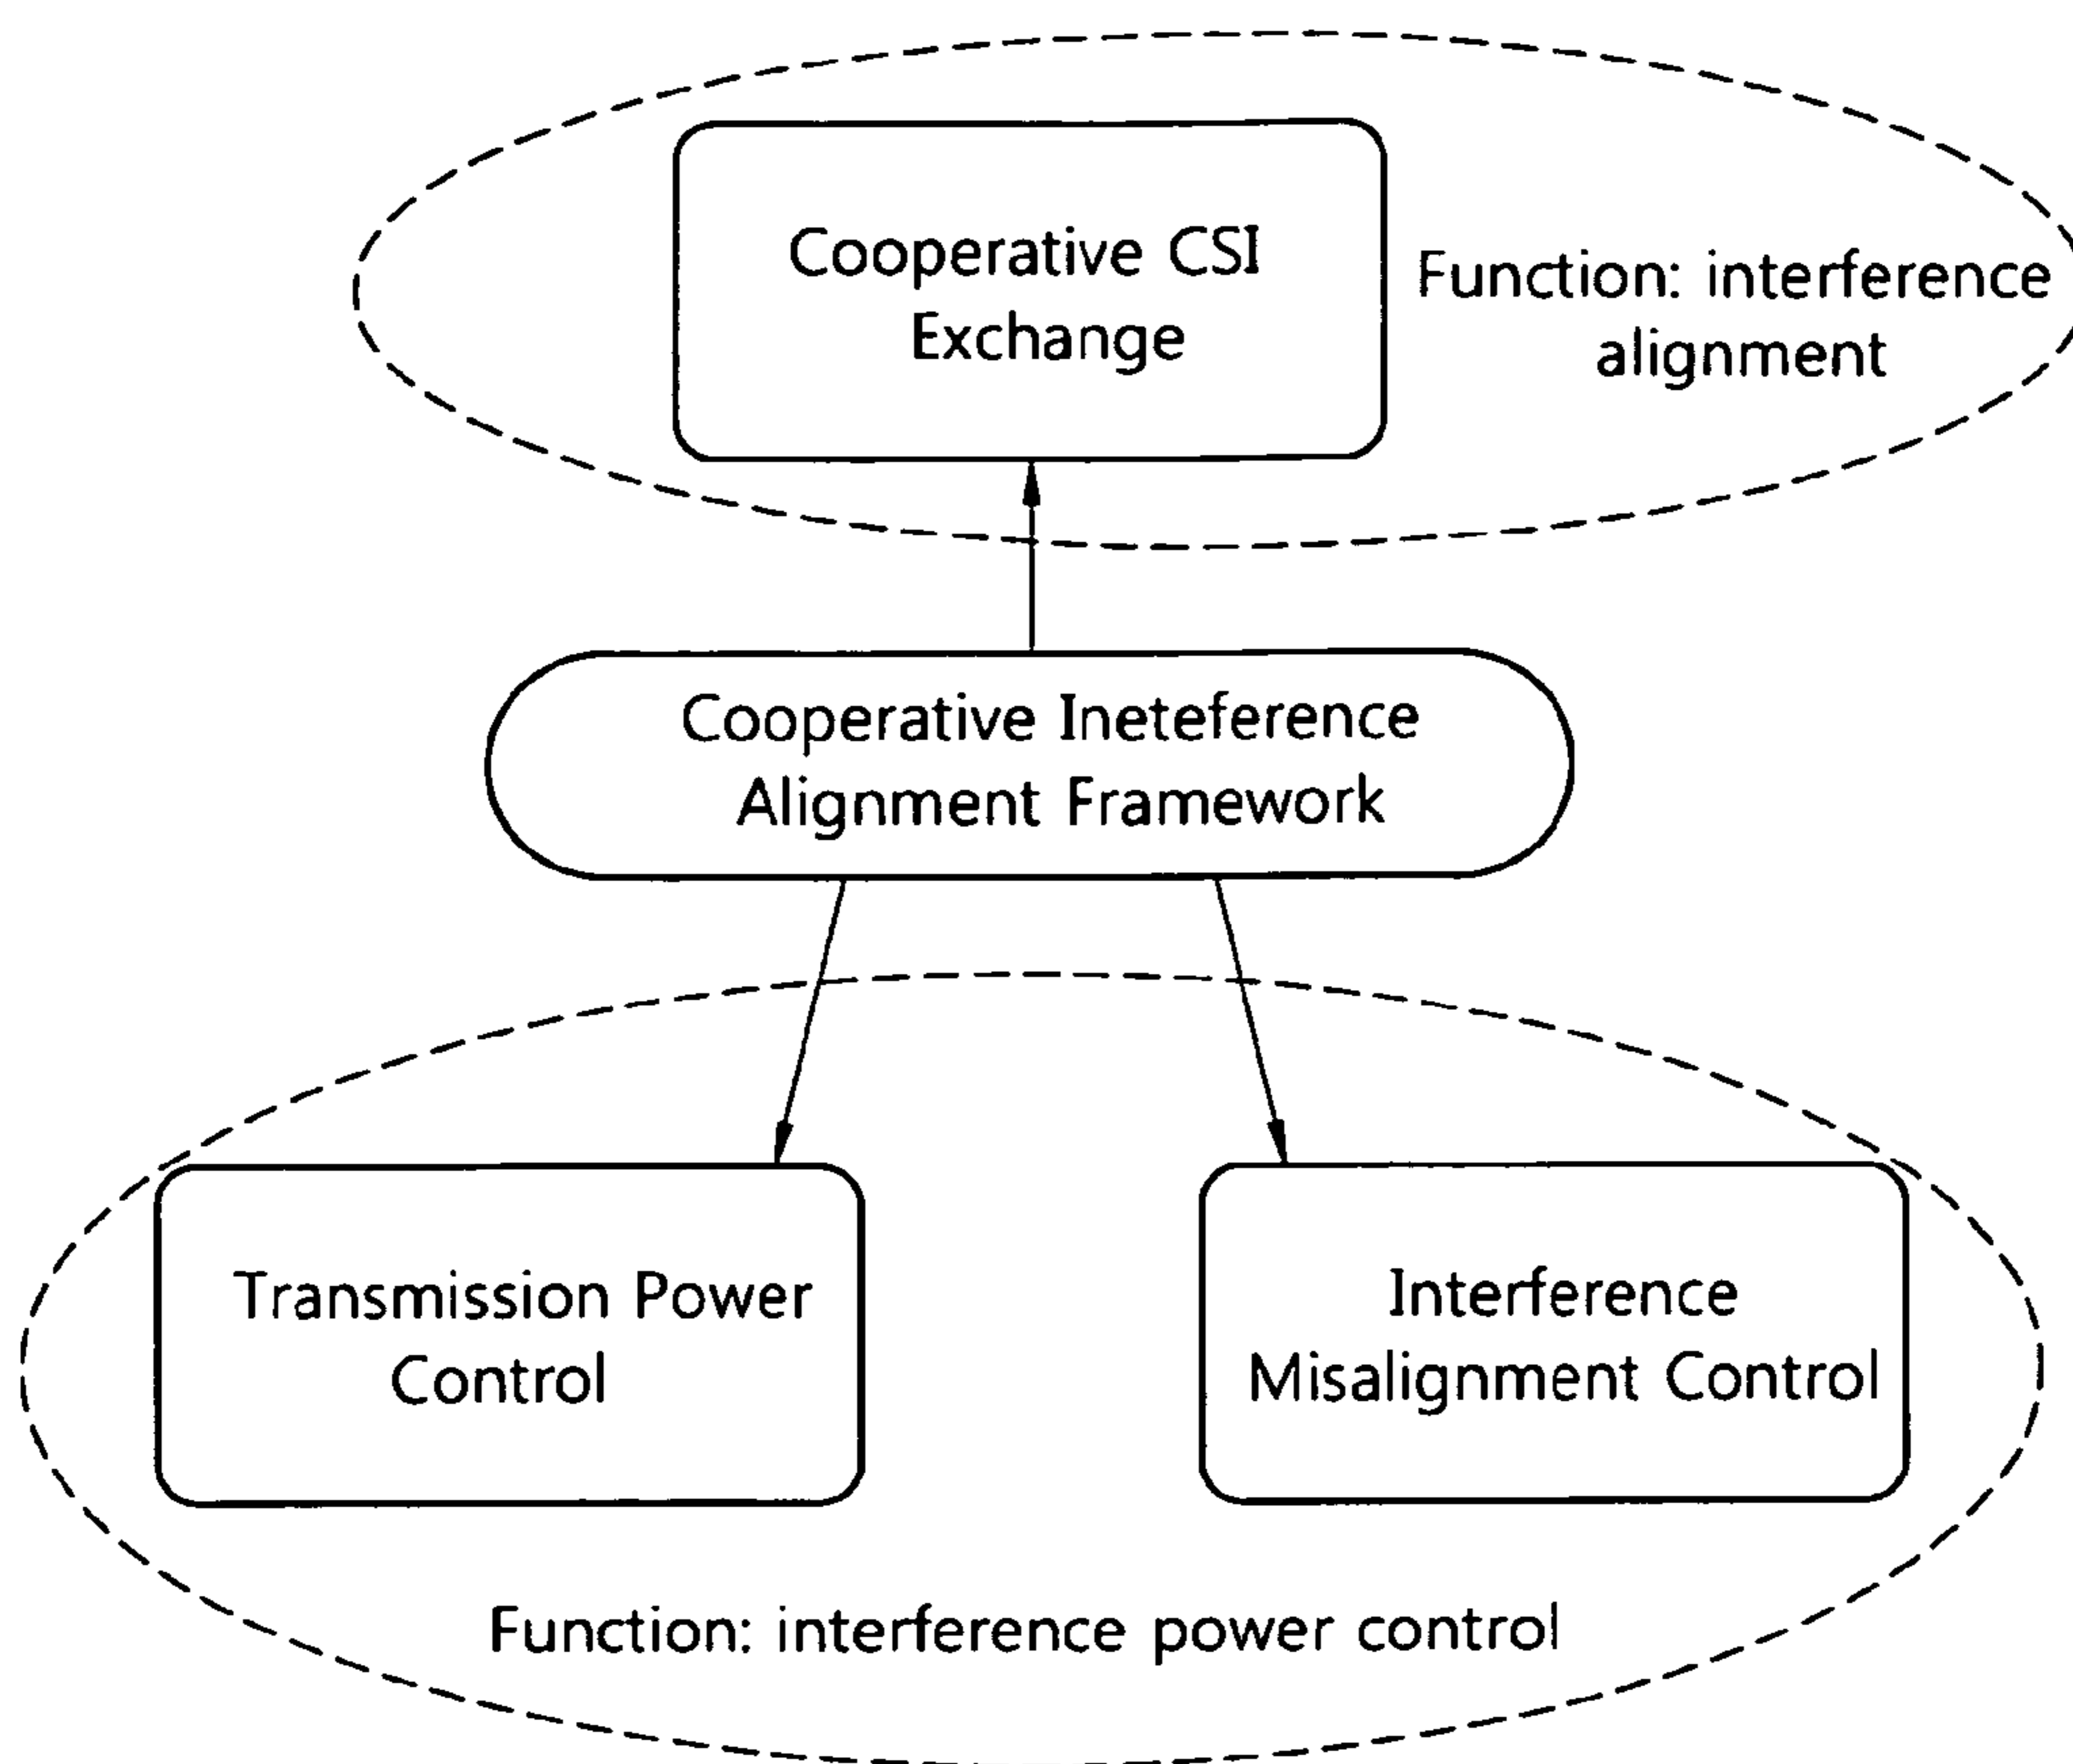 Cooperative CSI
Exchange
Function: interference
alignment
Cooperative Ineteference
Alignment Framework
Transmission Power
Control
Interference
Misalignment Control
Function: interference power control